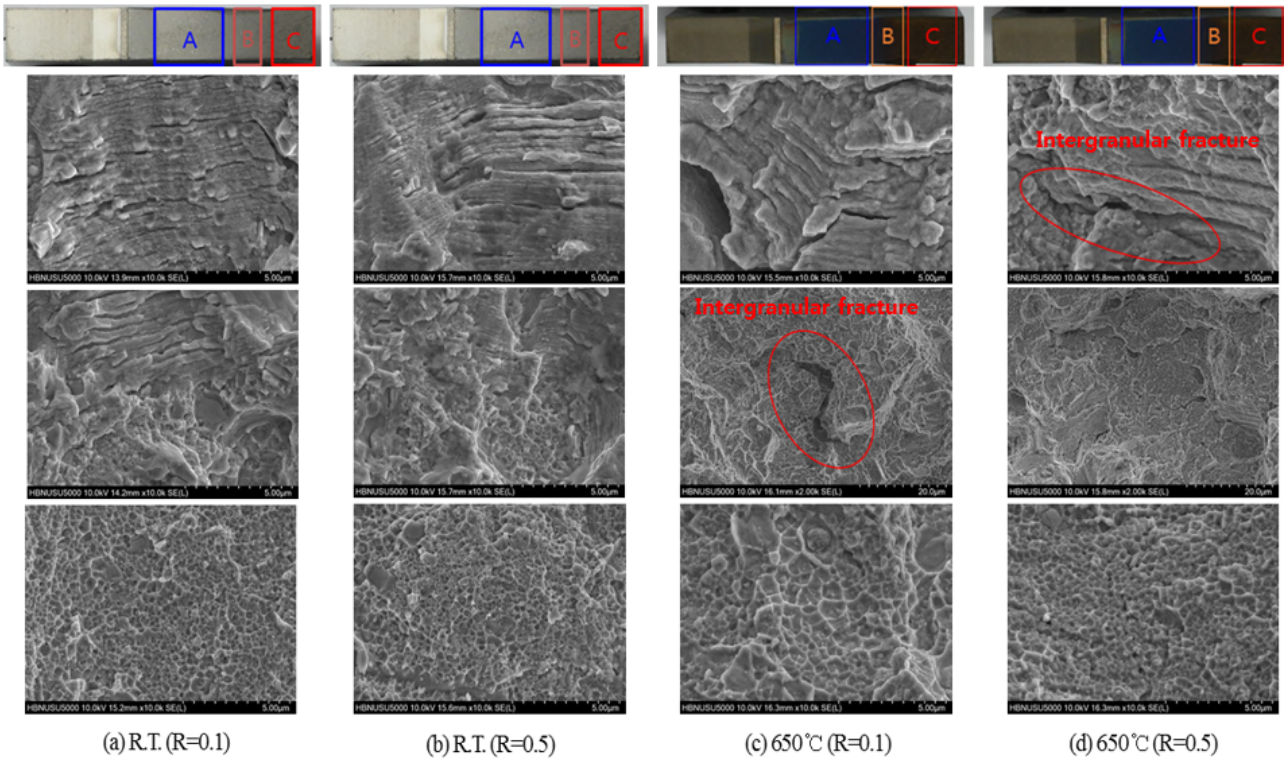 A B C A B C A B C A B C
Intergranular fracture
HBNUSU5000 10.0kV 13.9mm x10.0k SE(L) 5.00μm HBNUSU5000 10.0kV 15.7mm x10.0k SE(L) 5.00μm HBNUSU5000 10.0kV 15.5mm x10.0k SE(L) 5.00μm HBNUSU5000 10.0kV 15.8mm x10.0k SE(L) 5.00μm
Intergranular fracture
HBNUSU5000 10.0kV 14.2mm x10.0k SE(L) 5.00μm HBNUSU5000 10.0kV 15.7mm x10.0k SE(L) 5.00μm HBNUSU5000 10.0kV 16.1mm x2.00k SE(L) 20.0μm HBNUSU5000 10.0kV 15.8mm x2.00k SE(L) 20.0μm
HBNUSU5000 10.0kV 15.2mm x10.0k SE(L) 5.00μm HBNUSU5000 10.0kV 15.6mm x10.0k SE(L) 5.00μm HBNUSU5000 10.0kV 16.3mm x10.0k SE(L) 5.00μm HBNUSU5000 10.0kV 16.3mm x10.0k SE(L) 5.00μm
(a) R.T. (R=0.1) (b) R.T. (R=0.5) (c) 650℃ (R=0.1) (d) 650℃ (R=0.5)